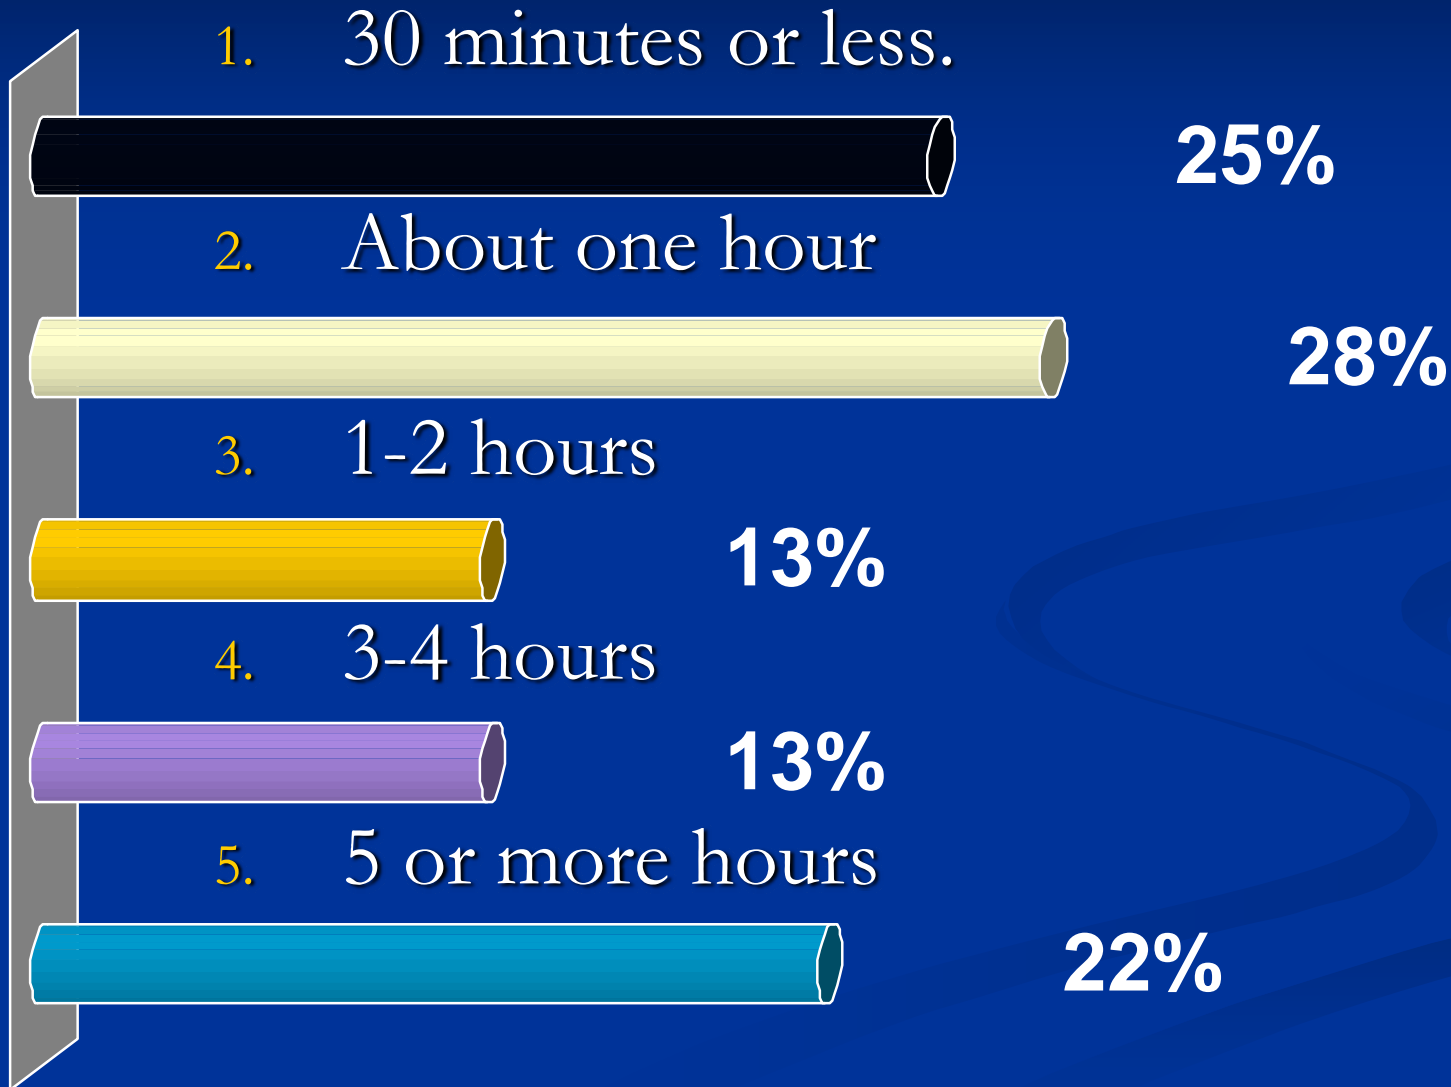 1. 30 minutes or less.
25%
2. About one hour
28%
3. 1-2 hours
13%
4. 3-4 hours
13%
5. 5 or more hours
22%